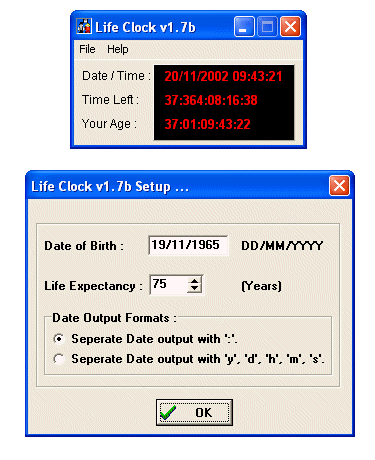 Life Clock v1.7b
File Help
Date / Time : 20/11/2002 09:43:21
Time Left : 37:364:08:16:38
Your Age : 37:01:09:43:22
Life Clock v1.7b Setup ...
Date of Birth : 19/11/1965 DD/MM/YYYY
Life Expectancy : 75 (Years)
Date Output Formats :
Seperate Date output with ':'.
Seperate Date output with 'y', 'd', 'h', 'm', 's'.
OK